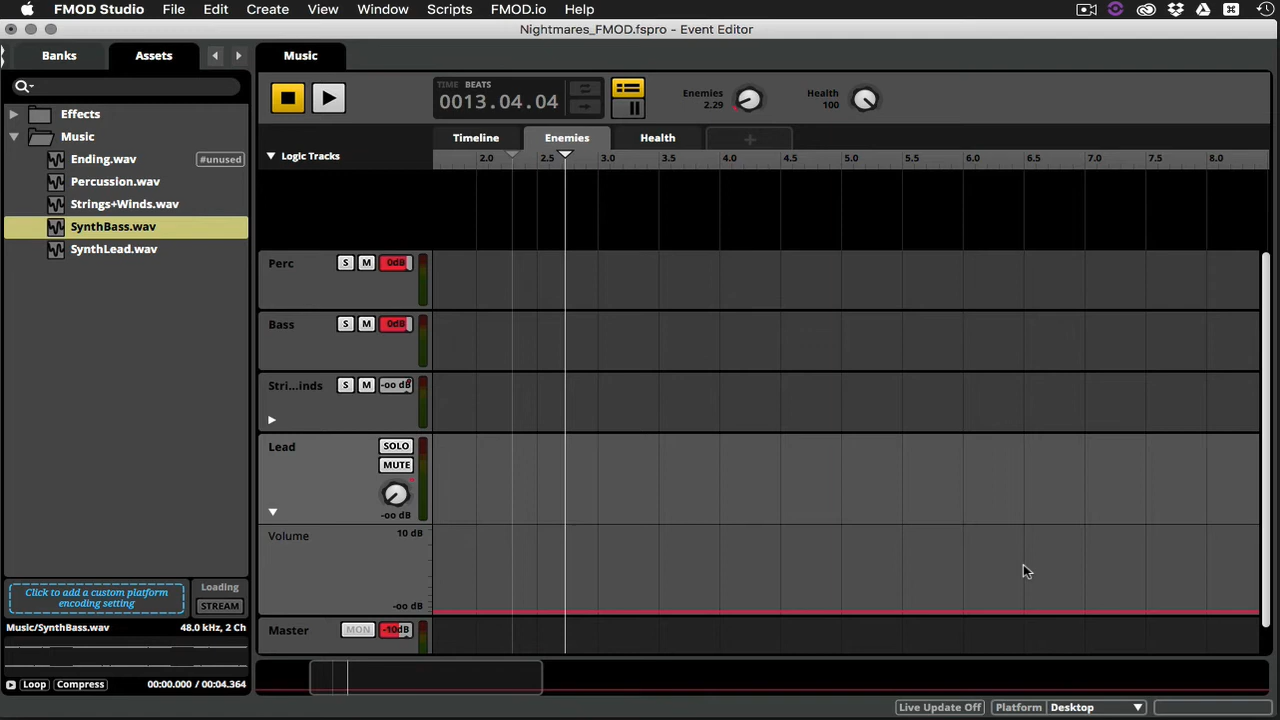 FMOD Studio File Edit Create View Window Scripts FMOD.io Help
Nightmares_FMOD.fspro - Event Editor
Banks Assets Music
TIME BEATS
0013.04.04
Enemies
2.29
Health
100
Timeline Enemies Health +
Logic Tracks
2.0 2.5 3.0 3.5 4.0 4.5 5.0 5.5 6.0 6.5 7.0 7.5 8.0
Effects
Music
Ending.wav #unused
Percussion.wav
Strings+Winds.wav
SynthBass.wav
SynthLead.wav
Perc S M 0dB
Bass S M 0dB
Stri...inds S M -oo dB
Lead SOLO
MUTE
-oo dB
Volume 10 dB
-oo dB
Master MON -10dB
Click to add a custom platform
encoding setting
Loading
STREAM
Music/SynthBass.wav 48.0 kHz, 2 Ch
Loop Compress 00:00.000 / 00:04.364
Live Update Off Platform Desktop